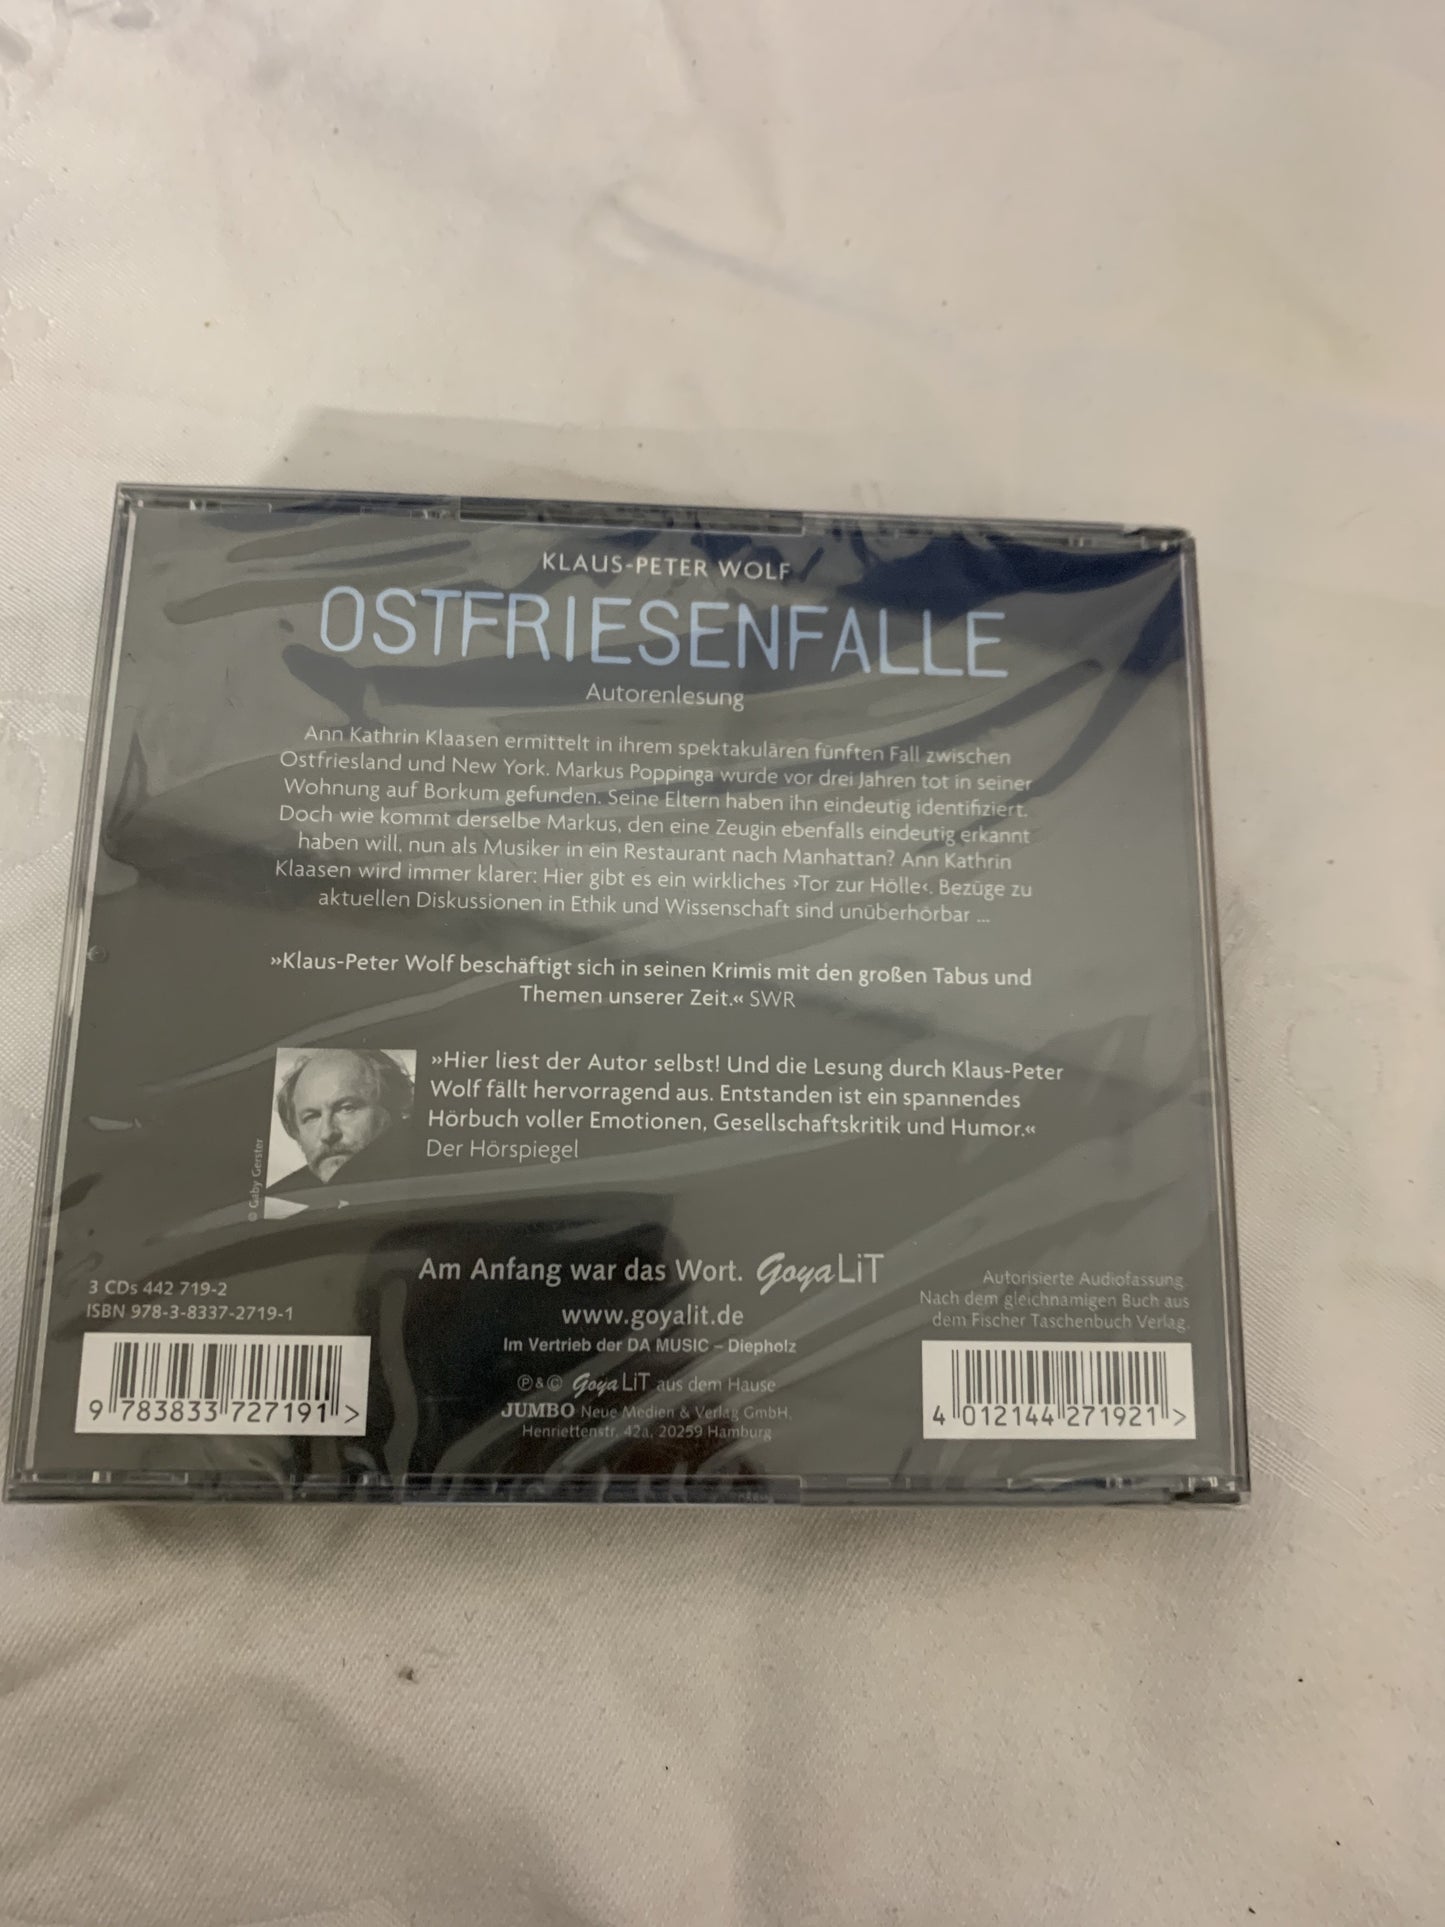 KLAUS-PETER WOLF
OSTFRIESENFALLE
Autorenlesung
Ann Kathrin Klaasen ermittelt in ihrem spektakulären fünften Fall zwischen
Ostfriesland und New York. Markus Poppinga wurde vor drei Jahren tot in seiner
Wohnung auf Borkum gefunden. Seine Eltern haben ihn eindeutig identifiziert.
Doch wie kommt derselbe Markus, den eine Zeugin ebenfalls eindeutig erkannt
haben will, nun als Musiker in ein Restaurant nach Manhattan? Ann Kathrin
Klaasen wird immer klarer: Hier gibt es ein wirkliches ›Tor zur Hölle‹. Bezüge zu
aktuellen Diskussionen in Ethik und Wissenschaft sind unüberhörbar ...
»Klaus-Peter Wolf beschäftigt sich in seinen Krimis mit den großen Tabus und
Themen unserer Zeit.« SWR
»Hier liest der Autor selbst! Und die Lesung durch Klaus-Peter
Wolf fällt hervorragend aus. Entstanden ist ein spannendes
Hörbuch voller Emotionen, Gesellschaftskritik und Humor.«
Der Hörspiegel
© Gaby Gerster
3 CDs 442 719-2
ISBN 978-3-8337-2719-1
9 783833 727191 >
Am Anfang war das Wort. Goya LiT
www.goyalit.de
Im Vertrieb der DA MUSIC – Diepholz
℗ & © Goya LiT aus dem Hause
JUMBO Neue Medien & Verlag GmbH,
Henriettenstr. 42a, 20259 Hamburg
Autorisierte Audiofassung.
Nach dem gleichnamigen Buch aus
dem Fischer Taschenbuch Verlag.
4 012144 271921 >